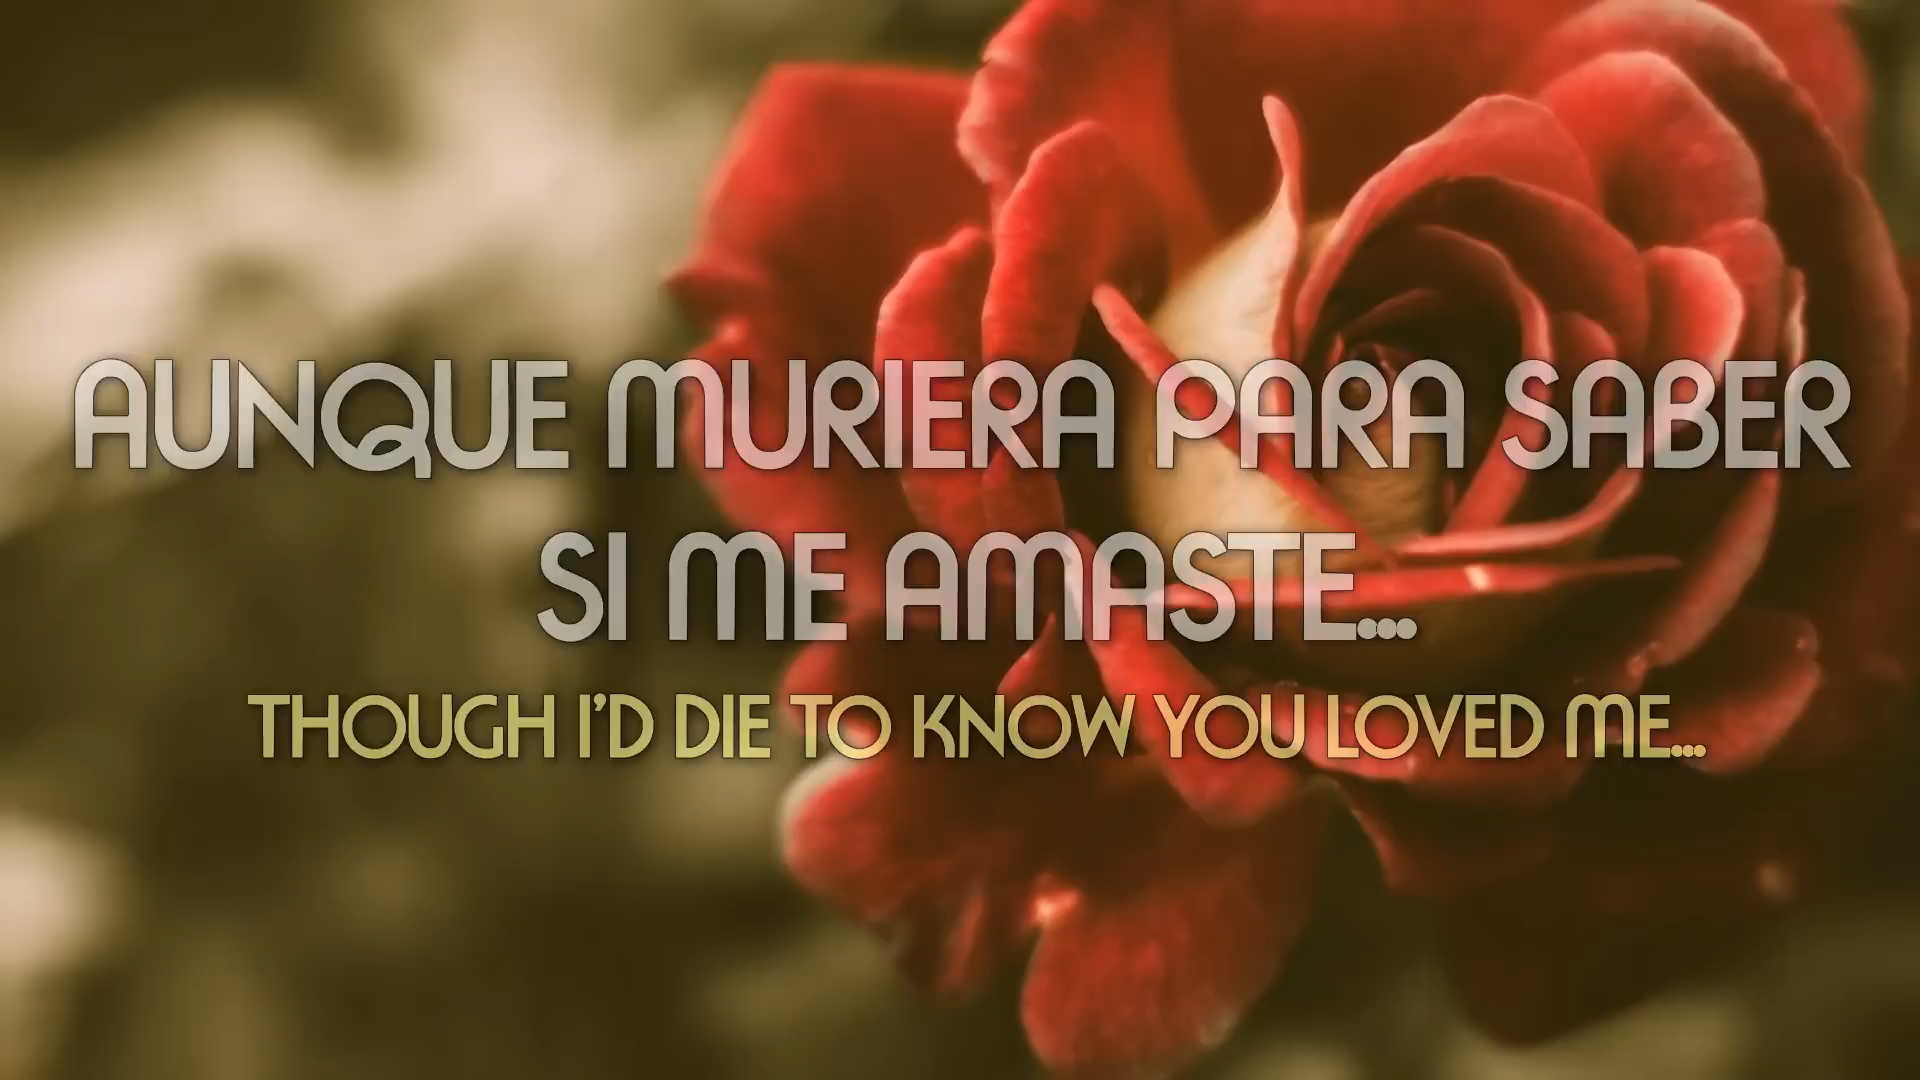 AUNQUE MURIERA PARA SABER
SI ME AMASTE...
THOUGH I'D DIE TO KNOW YOU LOVED ME...